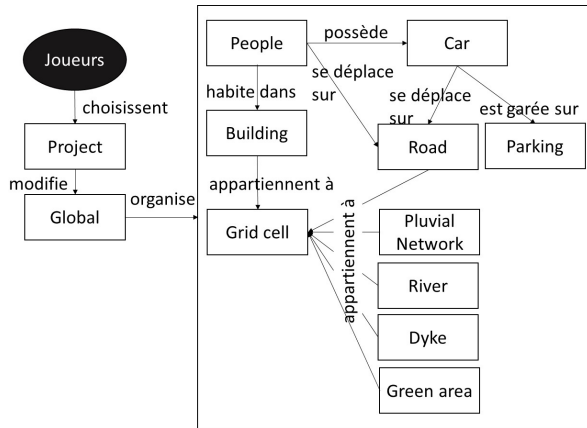 Joueurs
choisissent
Project
modifie
Global
organise
People
possède
Car
habite dans
se déplace
sur
se déplace
sur
est garée sur
Building
Road
Parking
appartiennent à
Grid cell
appartiennent à
Pluvial
Network
River
Dyke
Green area